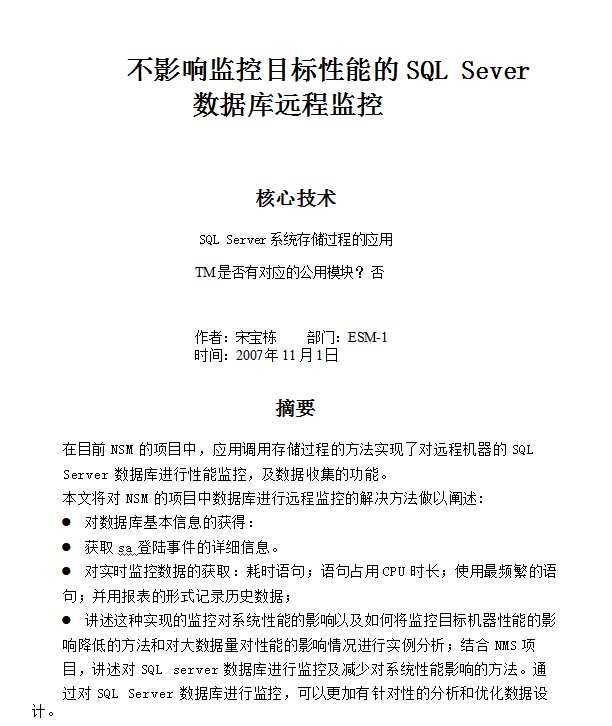 不影响监控目标性能的 SQL Sever
数据库远程监控
核心技术
SQL Server 系统存储过程的应用
TM 是否有对应的公用模块？ 否
作者：宋宝栋 部门：ESM-1
时间：2007年 11 月1日
摘要
在目前 NSM 的项目中，应用调用存储过程的方法实现了对远程机器的 SQL
Server 数据库进行性能监控，及数据收集的功能。
本文将对 NSM 的项目中数据库进行远程监控的解决方法做以阐述：
● 对数据库基本信息的获得：
● 获取 sa 登陆事件的详细信息。
● 对实时监控数据的获取：耗时语句；语句占用 CPU 时长；使用最频繁的语
句；并用报表的形式记录历史数据；
● 讲述这种实现的监控对系统性能的影响以及如何将监控目标机器性能的影
响降低的方法和对大数据量对性能的影响情况进行实例分析；结合 NMS 项
目，讲述对 SQL server 数据库进行监控及减少对系统性能影响的方法。通
过对 SQL Server 数据库进行监控，可以更加有针对性的分析和优化数据设
计。